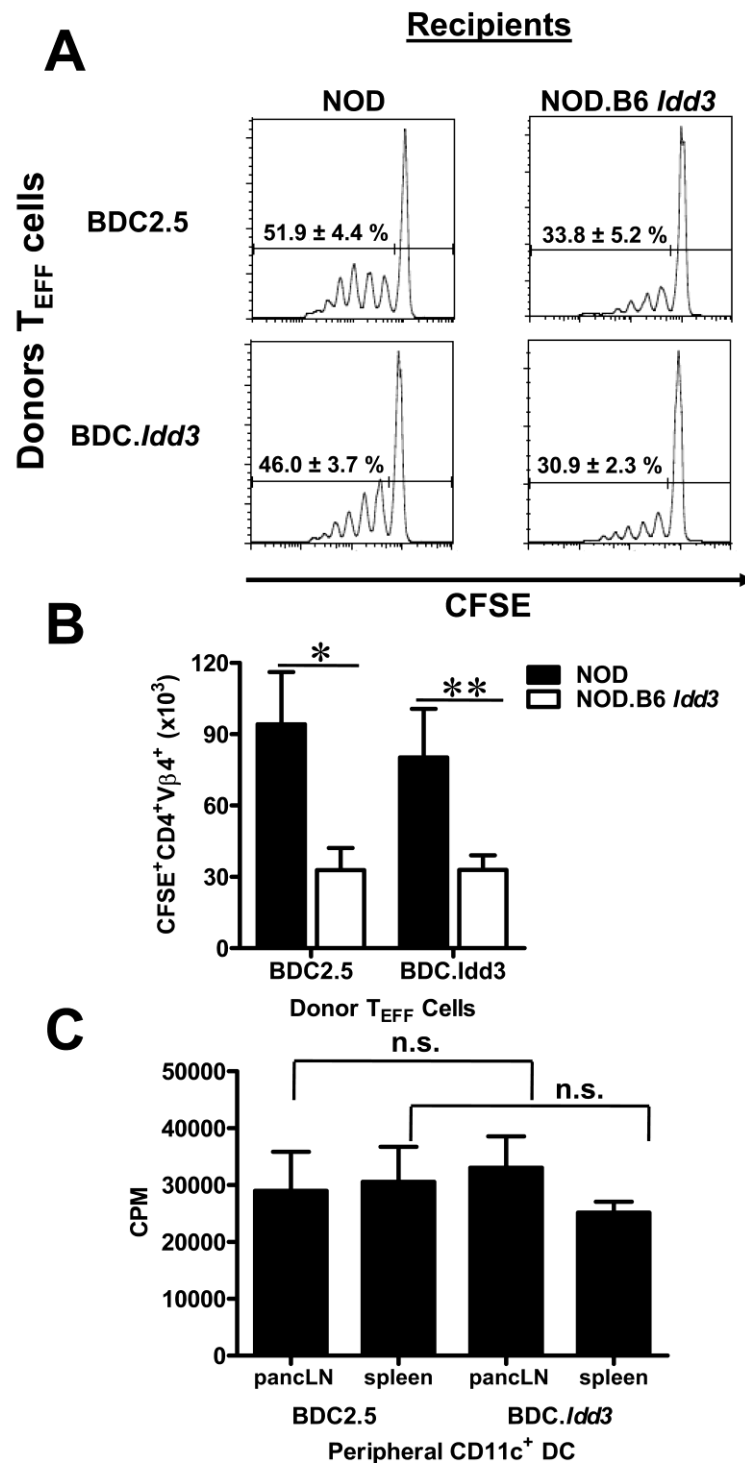 A
Recipients
NOD
NOD.B6 Idd3
Donors TEFF cells
BDC2.5
51.9 ± 4.4 %
33.8 ± 5.2 %
BDC.Idd3
46.0 ± 3.7 %
30.9 ± 2.3 %
CFSE
B
CFSE+CD4+Vβ4+ (x10³)
120
90
60
30
0
*
**
NOD
NOD.B6 Idd3
BDC2.5
BDC.Idd3
Donor TEFF Cells
C
CPM
50000
40000
30000
20000
10000
0
n.s.
n.s.
pancLN
spleen
pancLN
spleen
BDC2.5
BDC.Idd3
Peripheral CD11c+ DC